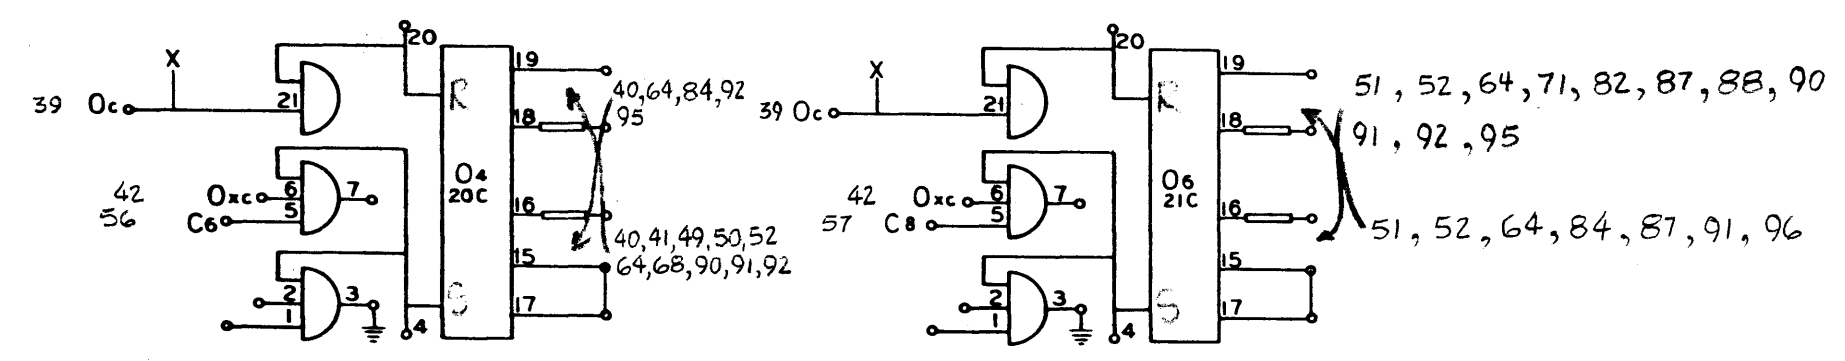 20
X
19
R
21
39 Oc
40,64,84,92
18
95
O4
20C
42
Oxc
6
7
56
C6
5
16
40,41,49,50,52
15
64,68,90,91,92
2
3
S
17
1
4
20
X
19
51, 52, 64, 71, 82, 87, 88, 90
R
21
39 Oc
18
91, 92, 95
O6
21C
42
Oxc
6
7
57
C8
5
16
51, 52, 64, 84, 87, 91, 96
15
2
3
S
17
1
4